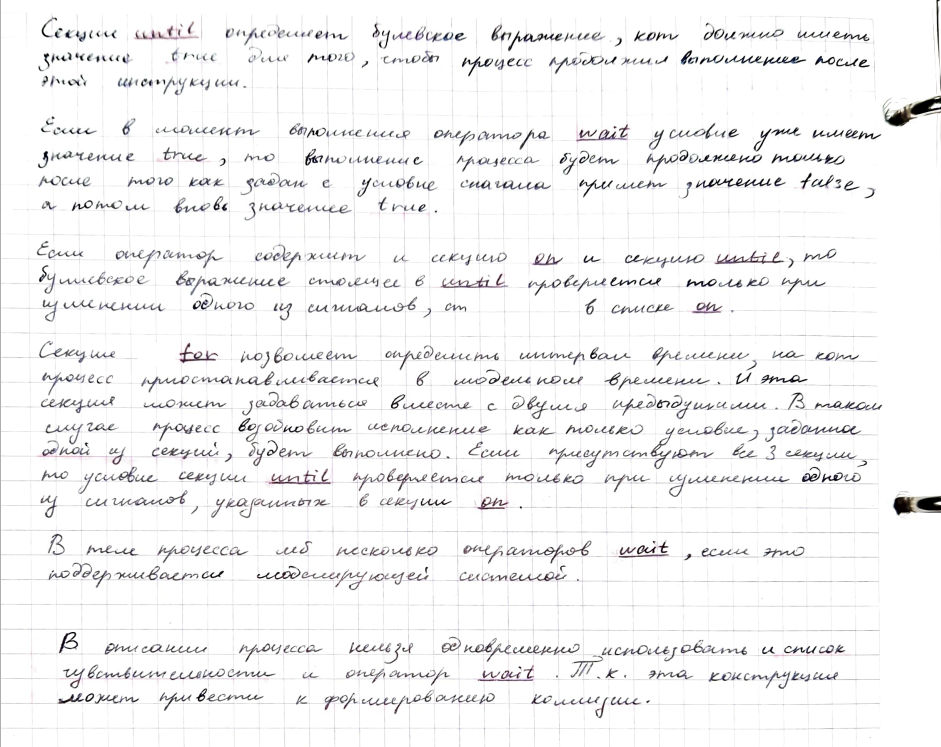 Секция until определяет булевское выражение, кот должно иметь
значение true для того, чтобы процесс продолжил выполнение после
этой инструкции.
Если в момент выполнения оператора wait условие уже имеет
значение true, то выполнение процесса будет продолжено только
после того как задан с условие сначала примет значение false,
а потом вновь значение true.
Если оператор содержит и секцию on и секцию until, то
булевское выражение стоящее в until проверяется только при
изменении одного из сигналов, ст в списке on.
Секция for позволяет определить интервал времени, на кот
процесс приостанавливается в модельном времени. И эта
секция может задаваться вместе с двумя предыдущими. В таком
случае процесс возобновит исполнение как только условие, заданное
одной из секций, будет выполнено. Если присутствуют все 3 секции,
то условие секции until проверяется только при изменении одного
из сигналов, указанных в секции on.
В теле процесса мб несколько операторов wait, если это
поддерживается моделирующей системой.
В описании процесса нельзя одновременно использовать и список
чувствительности и оператор wait. Т.к. эта конструкция
может привести к формированию коллизии.